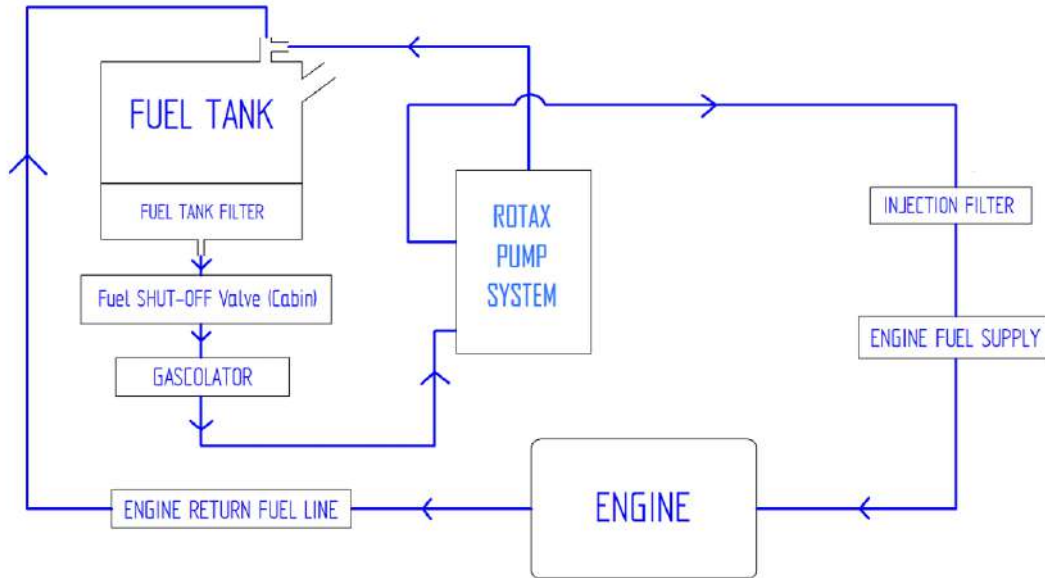 FUEL TANK
FUEL TANK FILTER
Fuel SHUT-OFF Valve (Cabin)
GASCOLATOR
ROTAX
PUMP
SYSTEM
INJECTION FILTER
ENGINE FUEL SUPPLY
ENGINE
ENGINE RETURN FUEL LINE